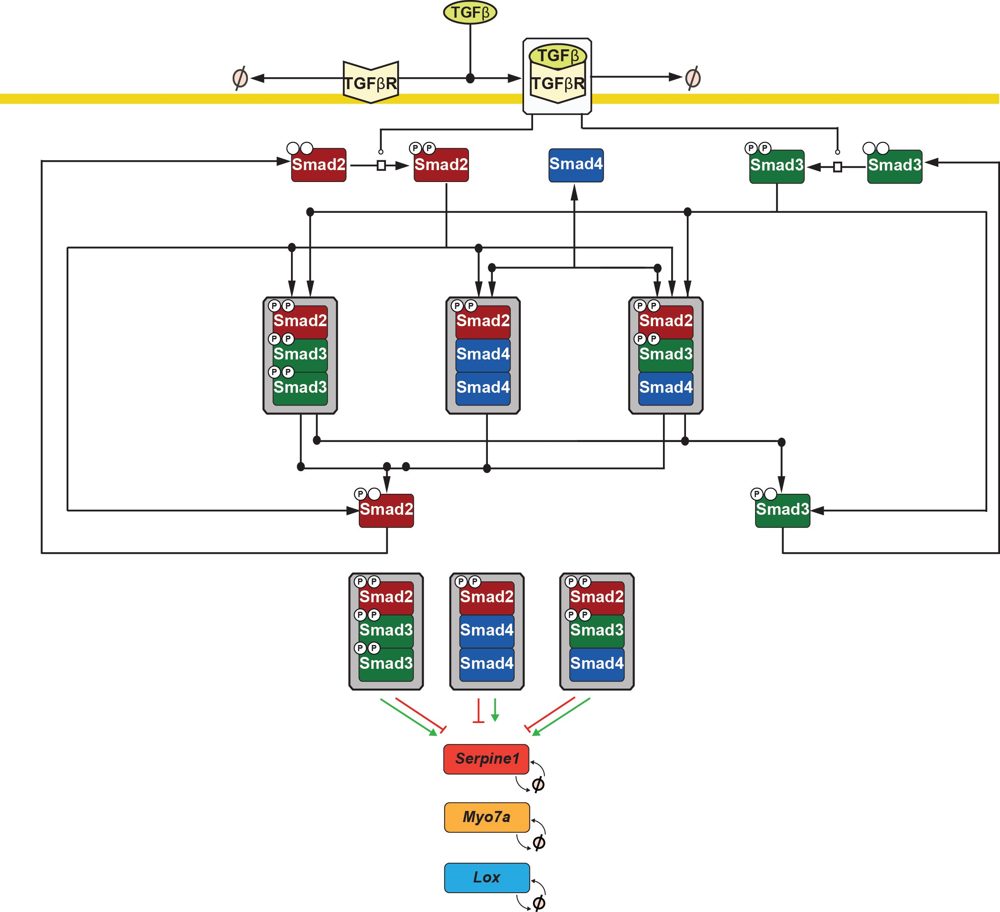 TGFβ
TGFβ
TGFβR
TGFβR
ϕ
ϕ
Smad2
P P
Smad2
Smad4
P P
Smad3
Smad3
P P
Smad2
P P
Smad3
P P
Smad3
P P
Smad2
Smad4
Smad4
P P
Smad2
P P
Smad3
Smad4
P
Smad2
P
Smad3
P P
Smad2
P P
Smad3
P P
Smad3
P P
Smad2
Smad4
Smad4
P P
Smad2
P P
Smad3
Smad4
Serpine1
ϕ
Myo7a
ϕ
Lox
ϕ